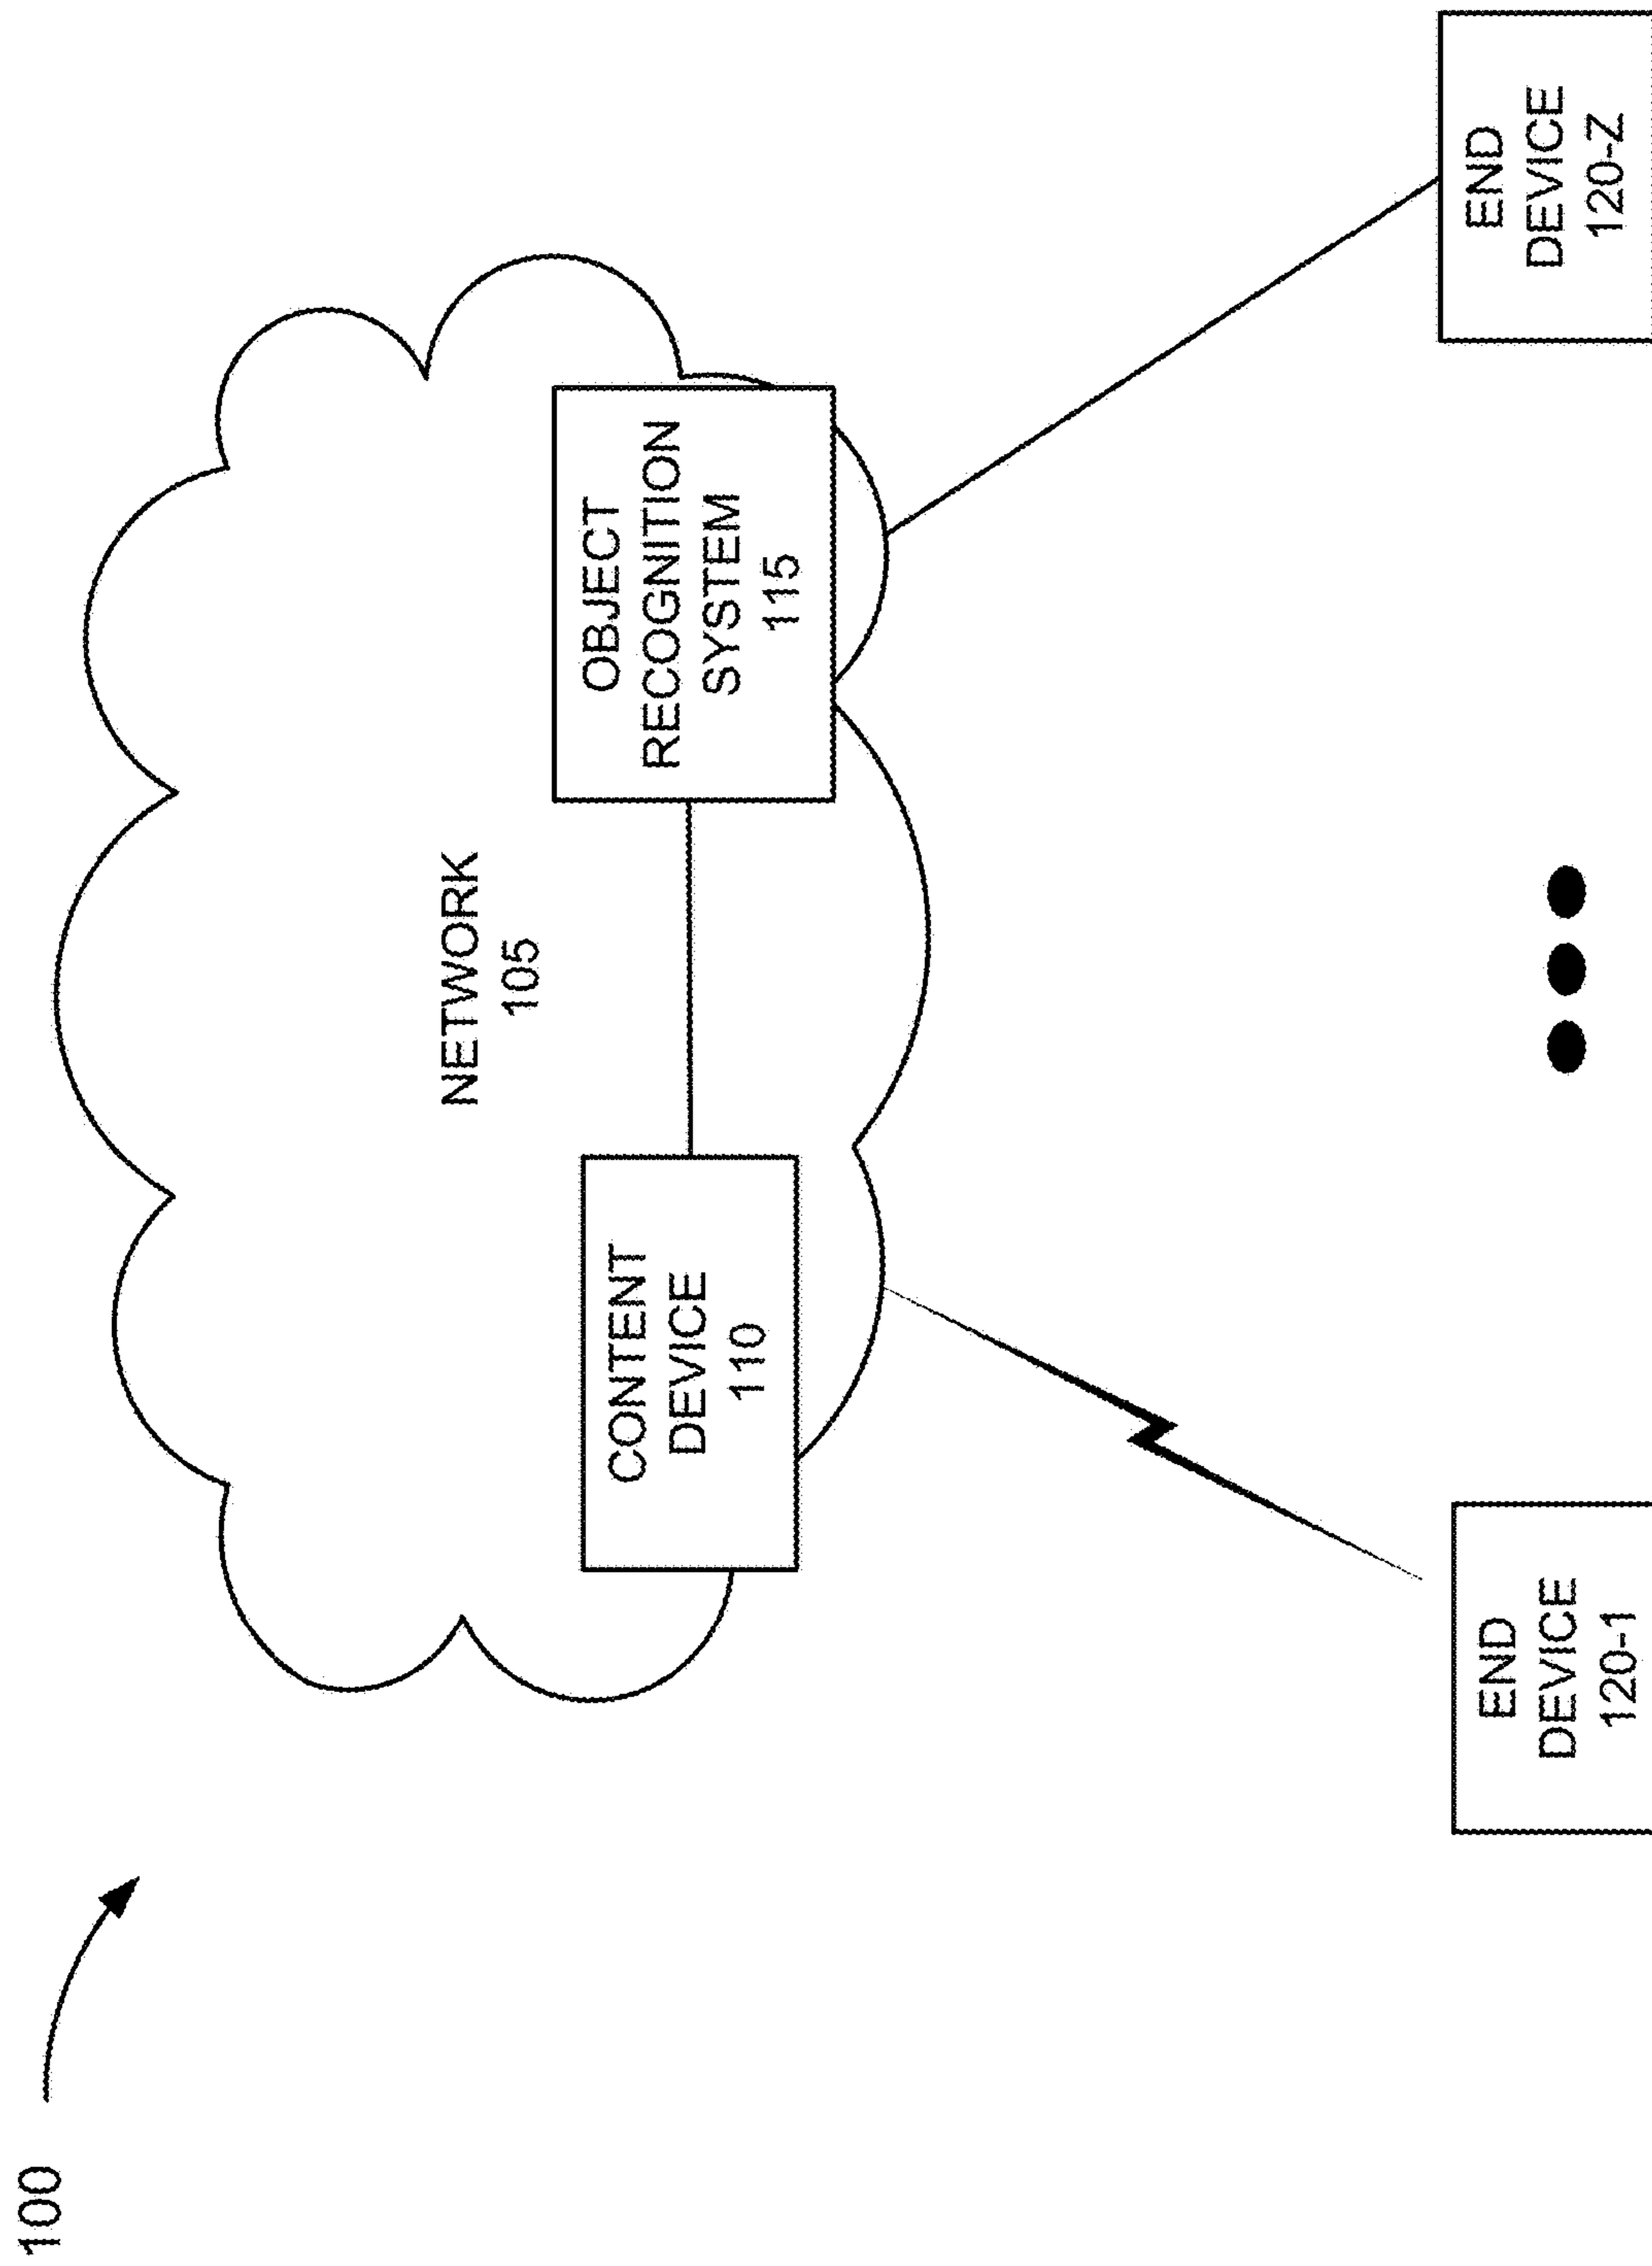 100
NETWORK
105
CONTENT
DEVICE
110
OBJECT
RECOGNITION
SYSTEM
115
END
DEVICE
120-1
END
DEVICE
120-Z